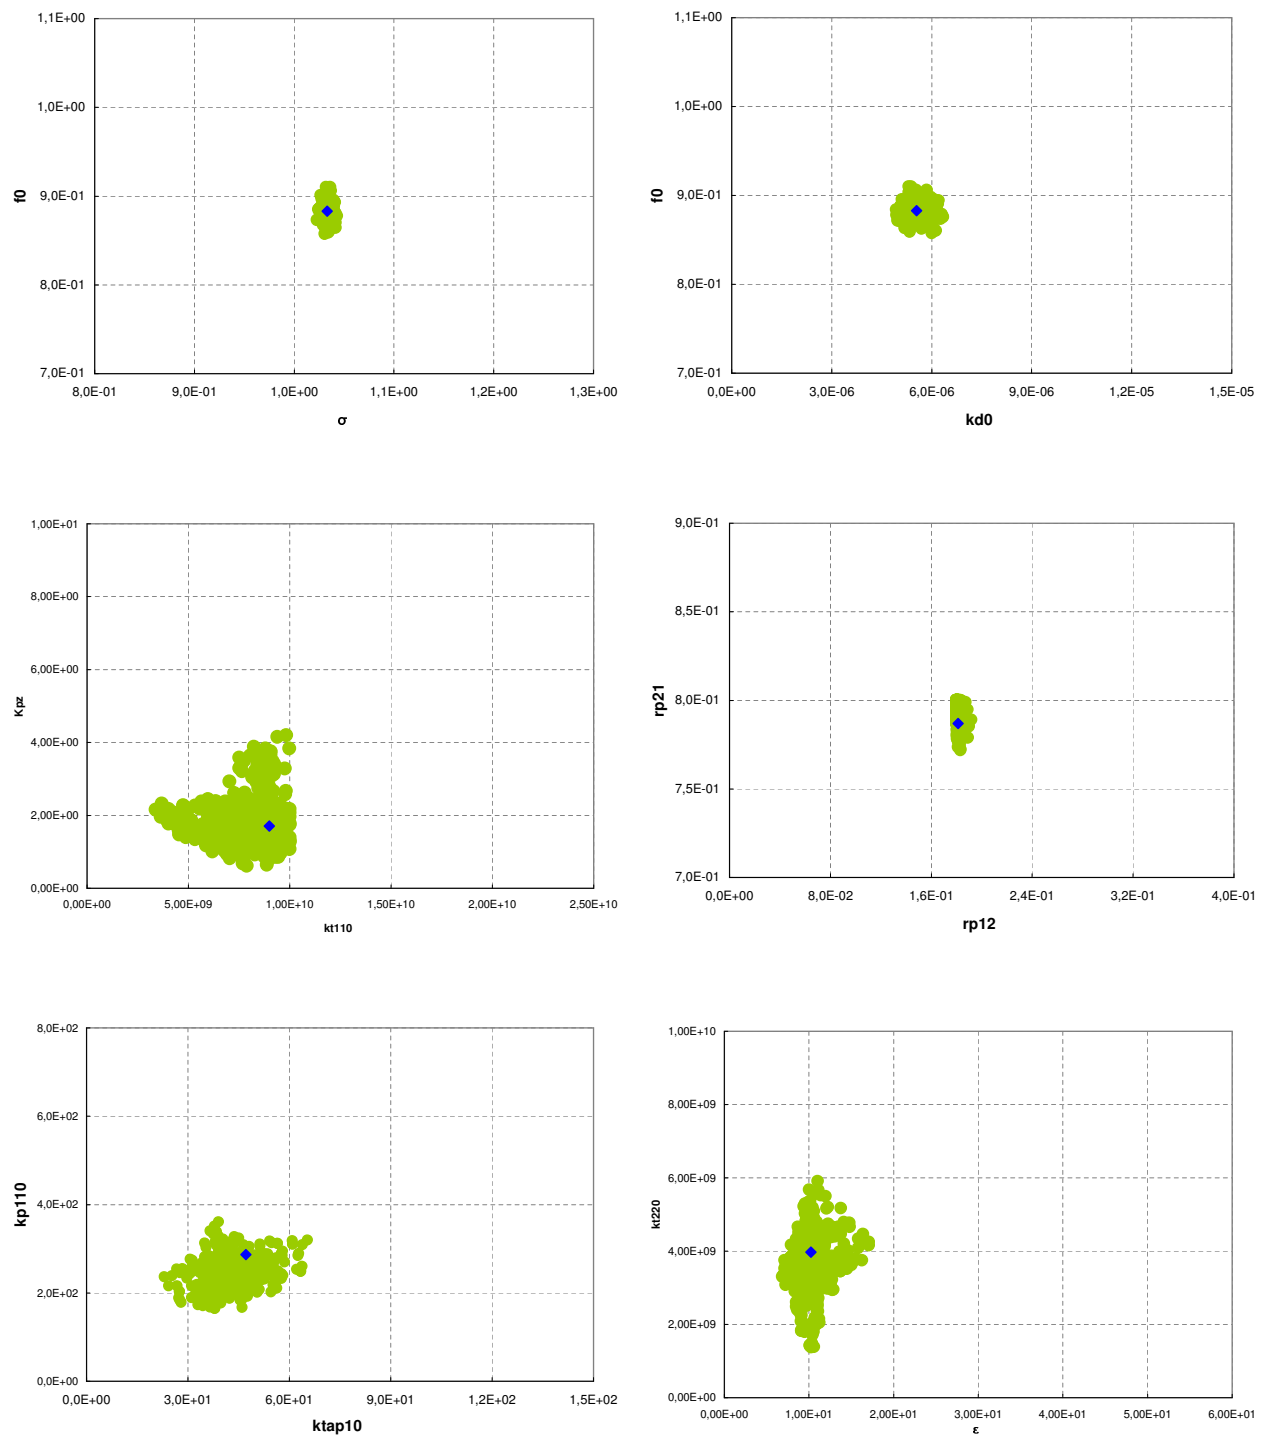 1,1E+00
1,0E+00
9,0E-01
8,0E-01
7,0E-01
f0
8,0E-01 9,0E-01 1,0E+00 1,1E+00 1,2E+00 1,3E+00
σ
1,1E+00
1,0E+00
9,0E-01
8,0E-01
7,0E-01
f0
0,0E+00 3,0E-06 6,0E-06 9,0E-06 1,2E-05 1,5E-05
kd0
1,00E+01
8,00E+00
6,00E+00
4,00E+00
2,00E+00
0,00E+00
Kpz
0,00E+00 5,00E+09 1,00E+10 1,50E+10 2,00E+10 2,50E+10
kt110
9,0E-01
8,5E-01
8,0E-01
7,5E-01
7,0E-01
rp21
0,0E+00 8,0E-02 1,6E-01 2,4E-01 3,2E-01 4,0E-01
rp12
8,0E+02
6,0E+02
4,0E+02
2,0E+02
0,0E+00
kp110
0,0E+00 3,0E+01 6,0E+01 9,0E+01 1,2E+02 1,5E+02
ktap10
1,00E+10
8,00E+09
6,00E+09
4,00E+09
2,00E+09
0,00E+00
kt220
0,00E+00 1,00E+01 2,00E+01 3,00E+01 4,00E+01 5,00E+01 6,00E+01
ε